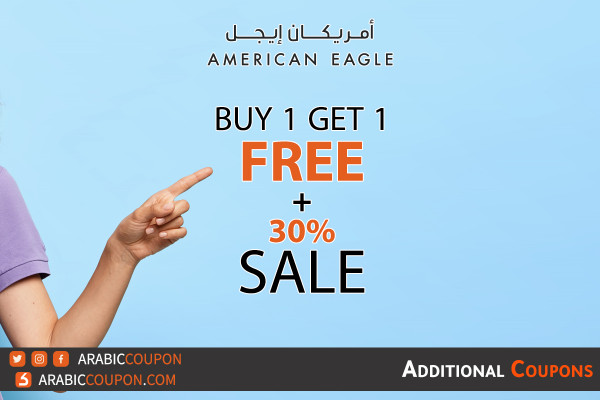 أمريكان إيجل
AMERICAN EAGLE
BUY 1 GET 1
FREE
+
30%
SALE
ARABICCOUPON
ARABICCOUPON.COM
ADDITIONAL COUPONS